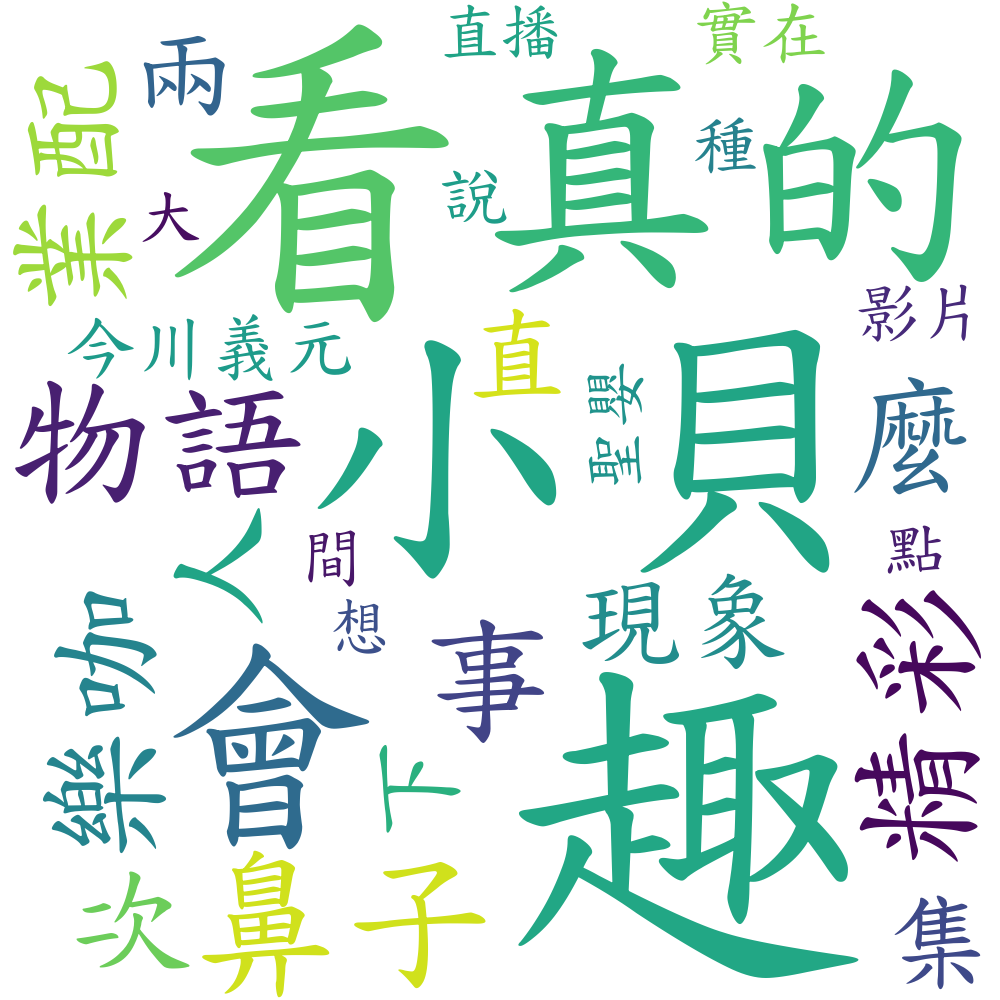 直播
實在
兩
看
真的
業配
種
說
大
影片
今川義元
直
小貝
聖嬰
物語
麼
人
間
點
現象
想
樂咖
事
精彩
會
趣
下
次
鼻子
集